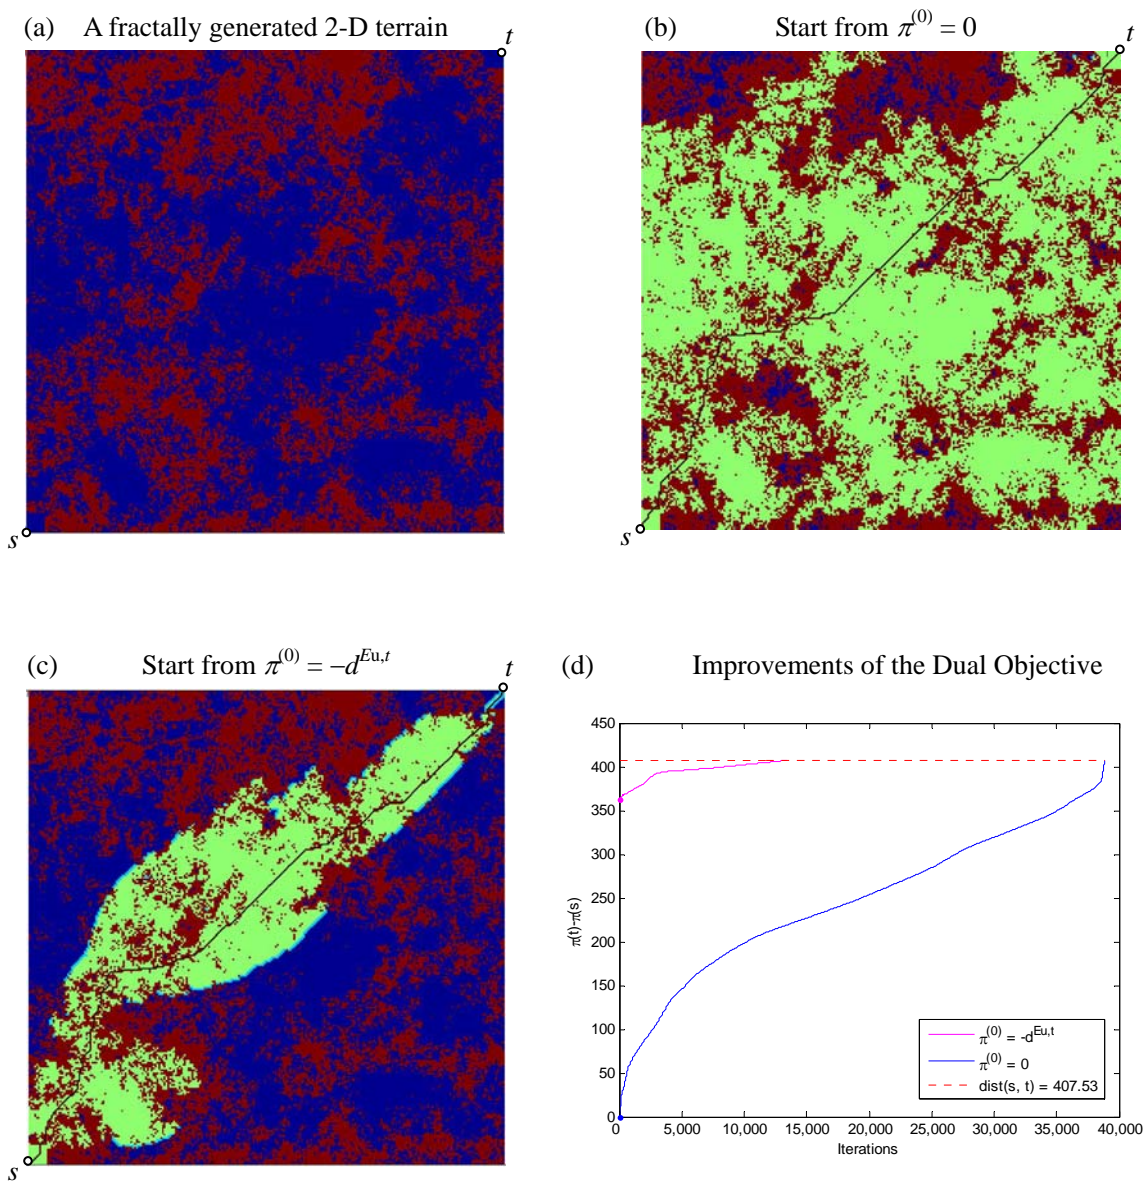 (a) A fractally generated 2-D terrain
t
s
(b) Start from π(0) = 0
t
s
(c) Start from π(0) = −dEu,t
t
s
(d) Improvements of the Dual Objective
450
400
350
300
250
200
150
100
50
0
π(t)-π(s)
0 5,000 10,000 15,000 20,000 25,000 30,000 35,000 40,000
Iterations
π(0) = -dEu,t
π(0) = 0
dist(s, t) = 407.53